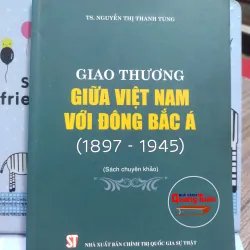 TS. NGUYỄN THỊ THANH TÙNG
GIAO THƯƠNG
GIỮA VIỆT NAM
VỚI ĐÔNG BẮC Á
(1897 - 1945)
(Sách chuyên khảo)
ST
NHÀ XUẤT BẢN CHÍNH TRỊ QUỐC GIA SỰ THẬT